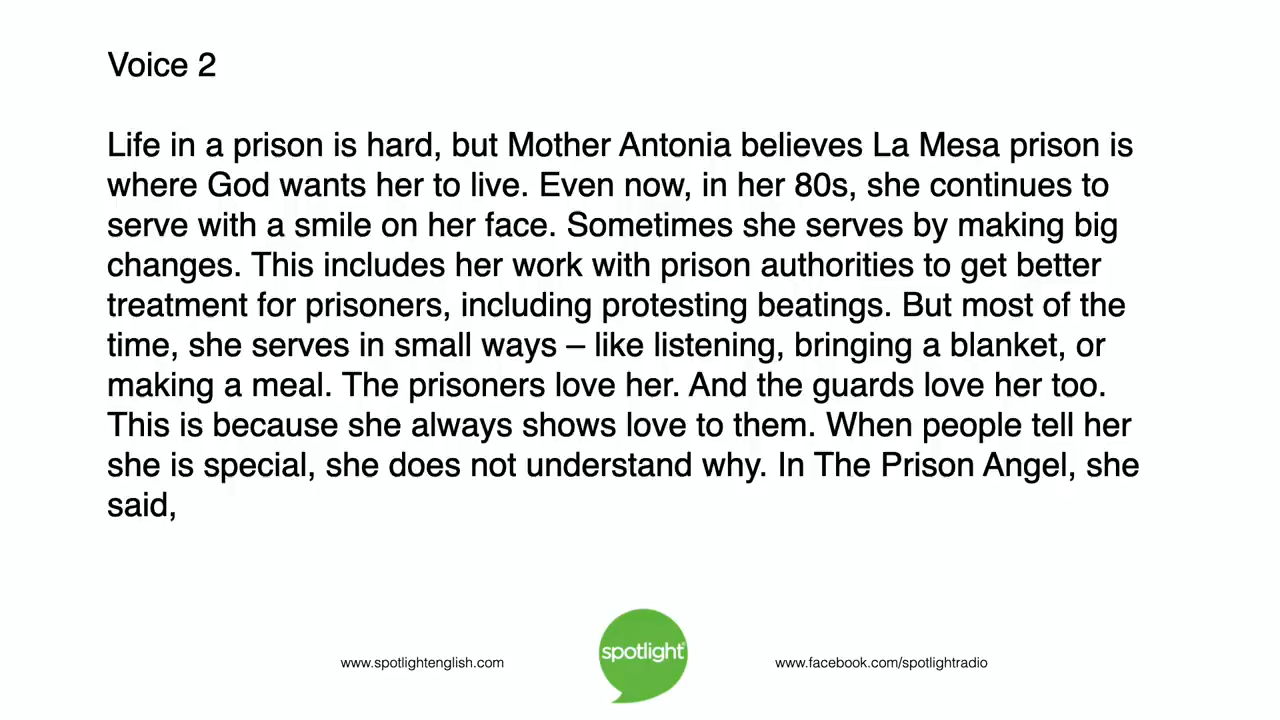 Voice 2
Life in a prison is hard, but Mother Antonia believes La Mesa prison is
where God wants her to live. Even now, in her 80s, she continues to
serve with a smile on her face. Sometimes she serves by making big
changes. This includes her work with prison authorities to get better
treatment for prisoners, including protesting beatings. But most of the
time, she serves in small ways – like listening, bringing a blanket, or
making a meal. The prisoners love her. And the guards love her too.
This is because she always shows love to them. When people tell her
she is special, she does not understand why. In The Prison Angel, she
said,
www.spotlightenglish.com
spotlight®
www.facebook.com/spotlightradio